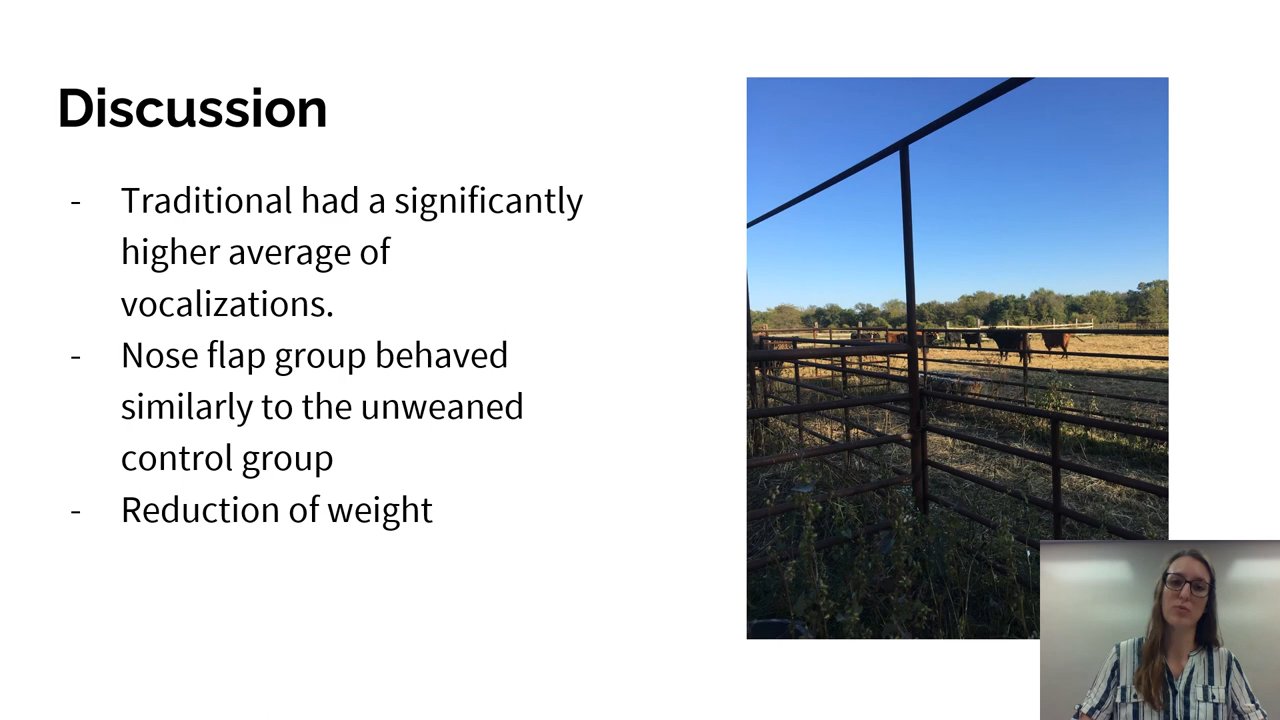 Discussion
- Traditional had a significantly
higher average of
vocalizations.
- Nose flap group behaved
similarly to the unweaned
control group
- Reduction of weight